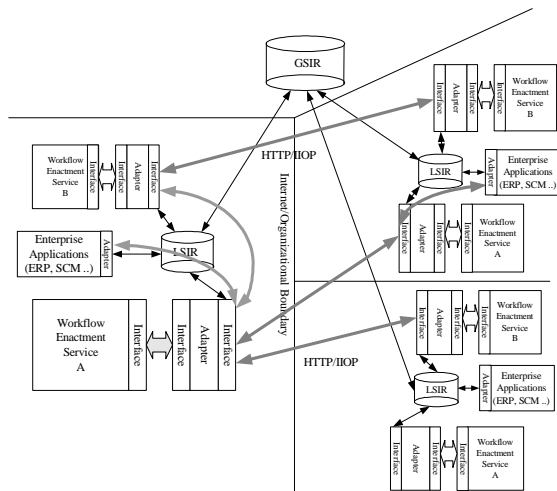 GSIR
Interface
Adapter
Interface
Workflow
Enactment
Service
B
HTTP/IIOP
Workflow
Enactment
Service
B
Interface
Interface
Adapter
Interface
Internet/Organizational Boundary
LSIR
Adapter
Enterprise
Applications
(ERP, SCM ..)
Enterprise
Applications
(ERP, SCM ..)
Adapter
LSIR
Interface
Adapter
Interface
Workflow
Enactment
Service
A
Workflow
Enactment
Service
A
Interface
Interface
Adapter
Interface
HTTP/IIOP
Interface
Adapter
Interface
Workflow
Enactment
Service
B
LSIR
Adapter
Enterprise
Applications
(ERP, SCM ..)
Interface
Adapter
Interface
Workflow
Enactment
Service
A